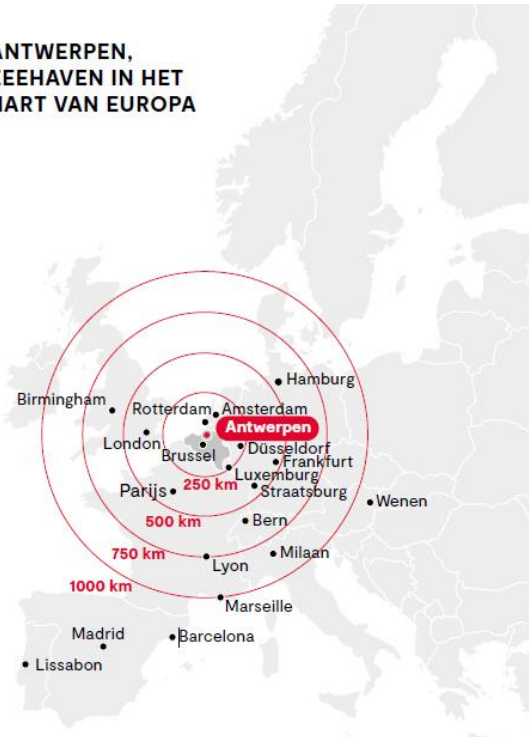 ANTWERPEN,
ZEEHAVEN IN HET
HART VAN EUROPA
Hamburg
Birmingham
Rotterdam
Amsterdam
Antwerpen
London
Brussel
Düsseldorf
Frankfurt
Luxemburg
250 km
Parijs
Straatsburg
Wenen
500 km
Bern
750 km
Milaan
Lyon
1000 km
Marseille
Madrid
Barcelona
Lissabon